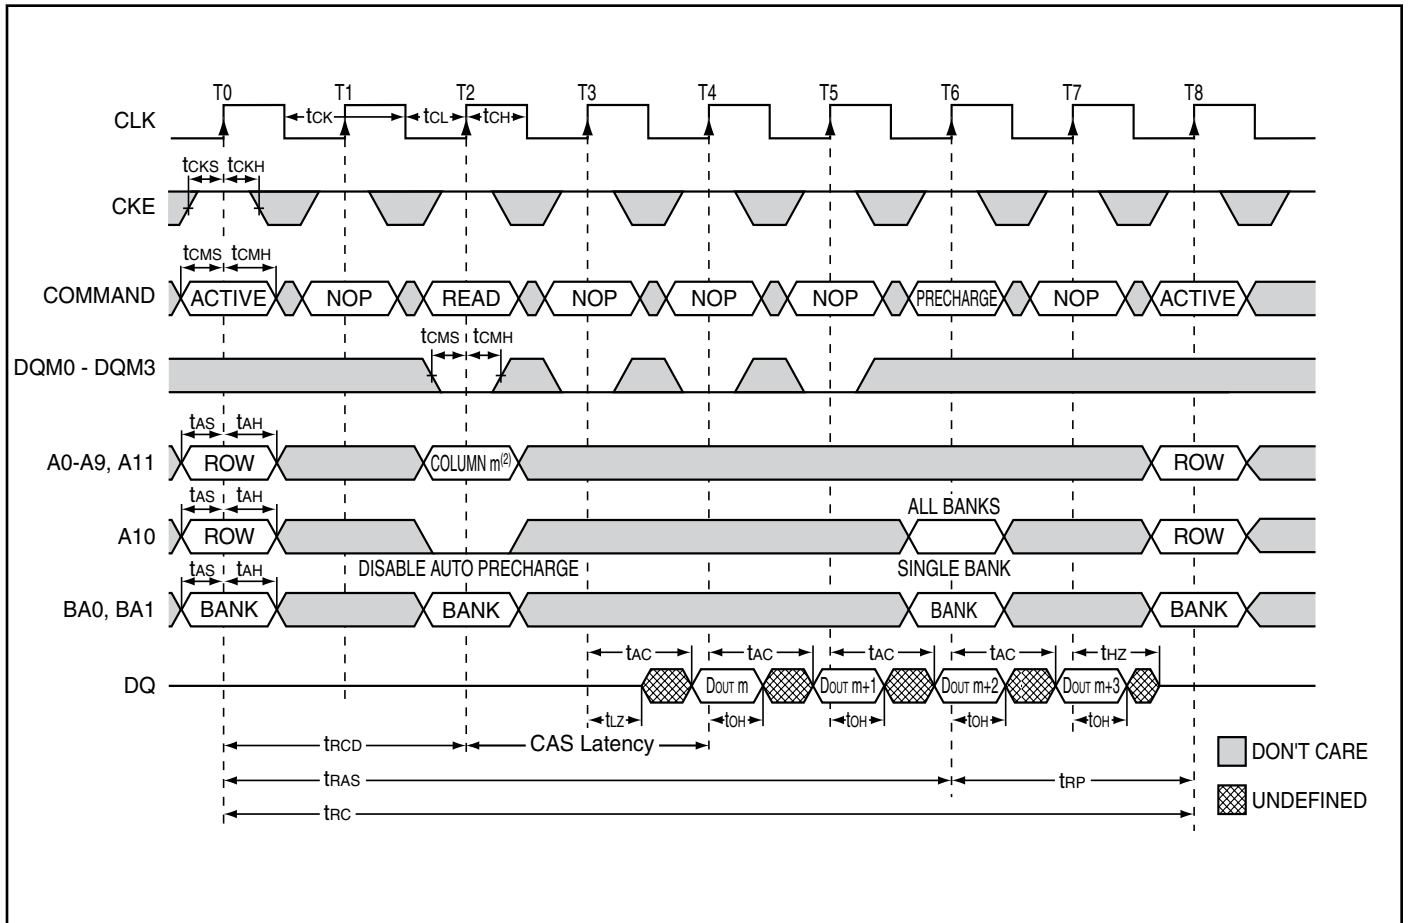 T0 T1 T2 T3 T4 T5 T6 T7 T8
CLK tCK tCL tCH
tCKS tCKH
CKE
tCMS tCMH
COMMAND ACTIVE NOP READ NOP NOP NOP PRECHARGE NOP ACTIVE
tCMS tCMH
DQM0 - DQM3
tAS tAH
A0-A9, A11 ROW COLUMN m(2) ROW
tAS tAH ALL BANKS
A10 ROW ROW
DISABLE AUTO PRECHARGE SINGLE BANK
tAS tAH
BA0, BA1 BANK BANK BANK BANK
tAC tAC tAC tAC tHZ
DQ DOUT m DOUT m+1 DOUT m+2 DOUT m+3
tLZ tOH tOH tOH tOH
tRCD CAS Latency
DON'T CARE
tRAS tRP
UNDEFINED
tRC